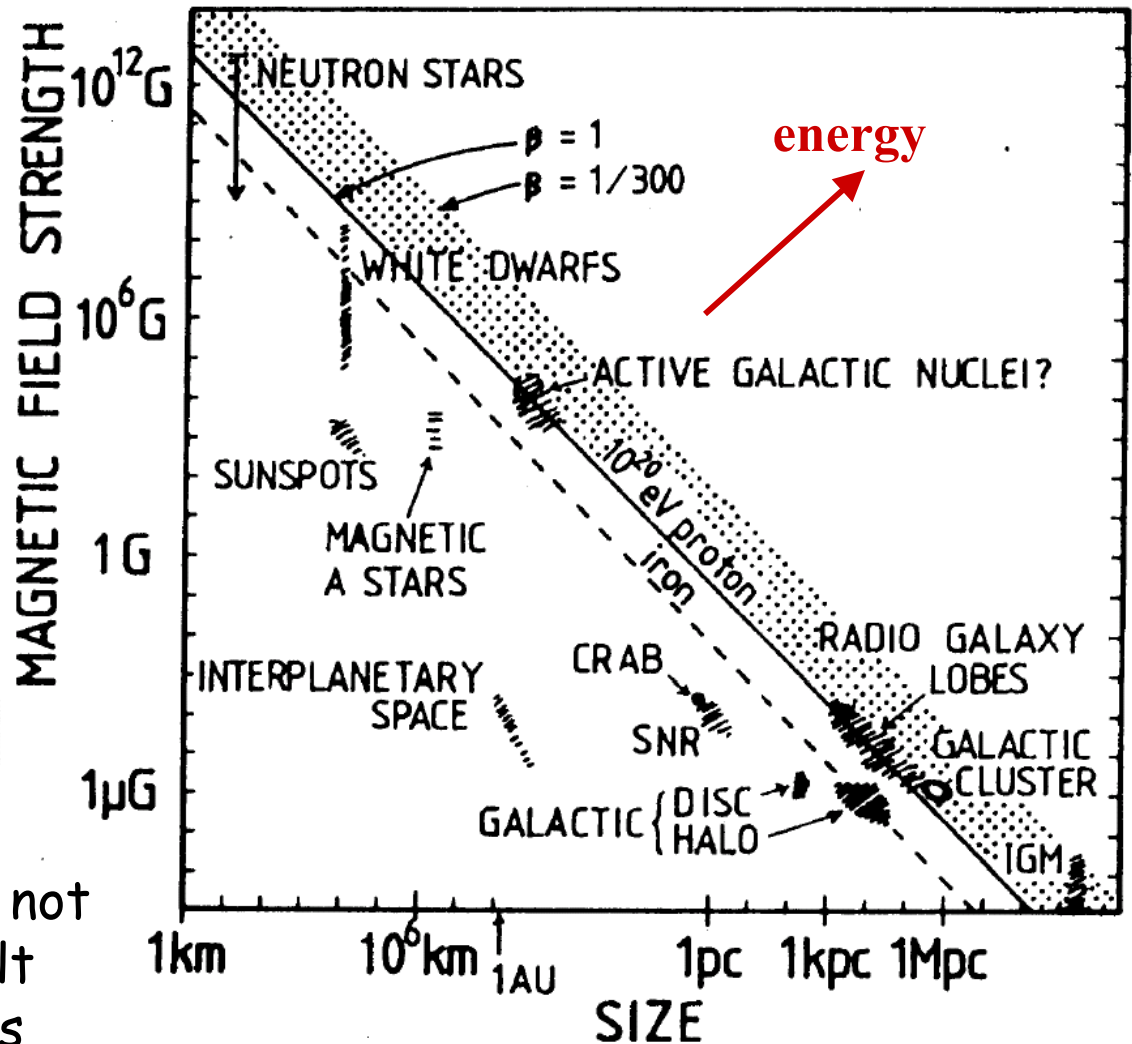 MAGNETIC FIELD STRENGTH
10¹²G
10⁶G
1G
1µG
NEUTRON STARS
β = 1
β = 1/300
energy
WHITE DWARFS
ACTIVE GALACTIC NUCLEI?
SUNSPOTS
MAGNETIC
A STARS
10²⁰ eV proton
iron
INTERPLANETARY
SPACE
CRAB
SNR
RADIO GALAXY
LOBES
GALACTIC
CLUSTER
GALACTIC { DISC
HALO
IGM
not
lt
s
1km
10⁶km
1AU
1pc
1kpc
1Mpc
SIZE